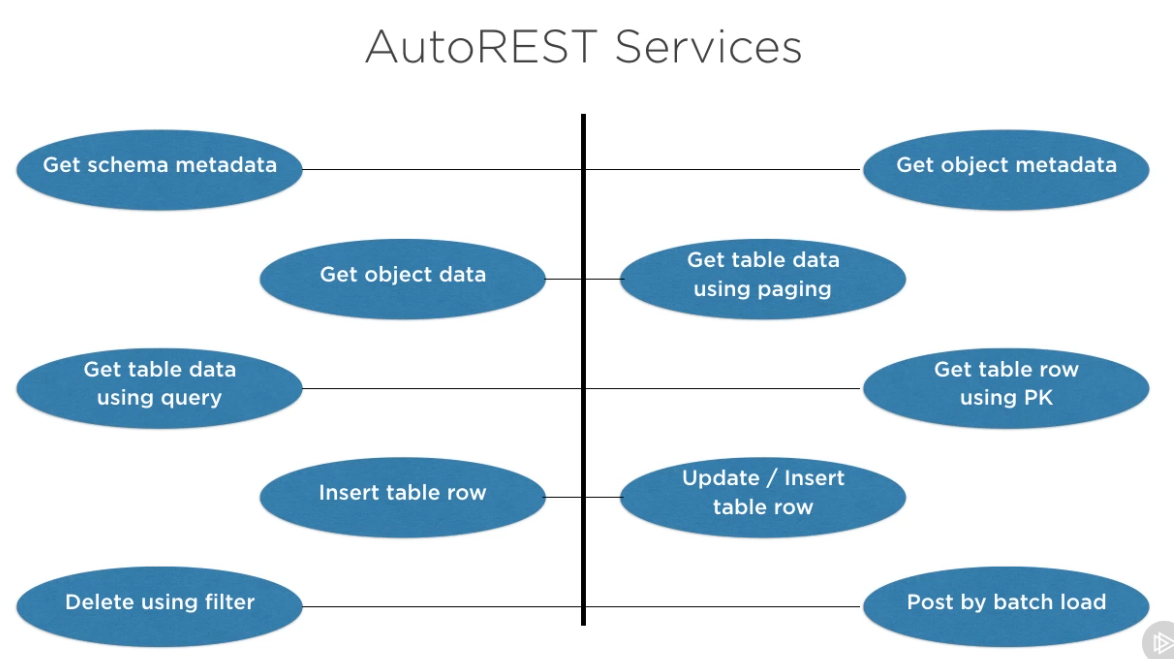 AutoREST Services
Get schema metadata
Get object metadata
Get object data
Get table data
using paging
Get table data
using query
Get table row
using PK
Insert table row
Update / Insert
table row
Delete using filter
Post by batch load